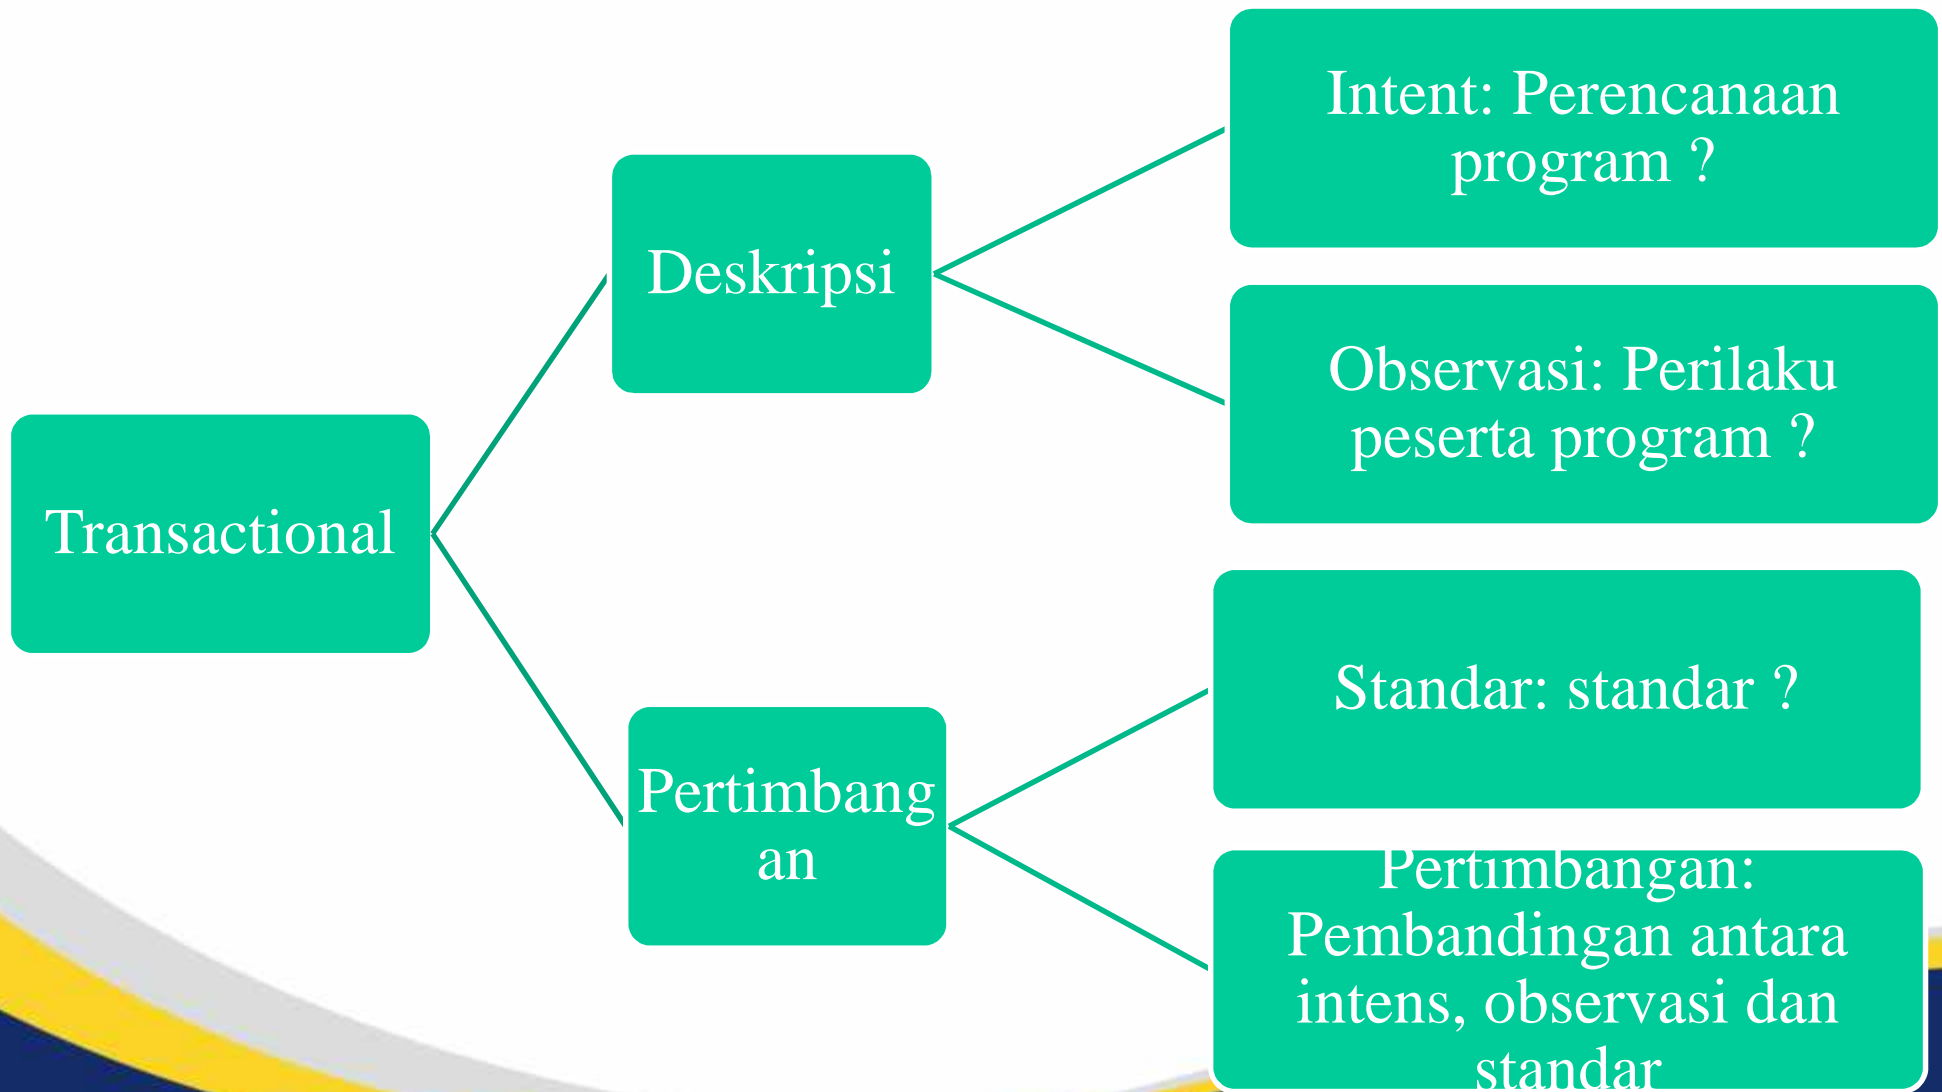 Transactional
Deskripsi
Intent: Perencanaan
program ?
Observasi: Perilaku
peserta program ?
Pertimbang
an
Standar: standar ?
Pertimbangan:
Pembandingan antara
intens, observasi dan
standar